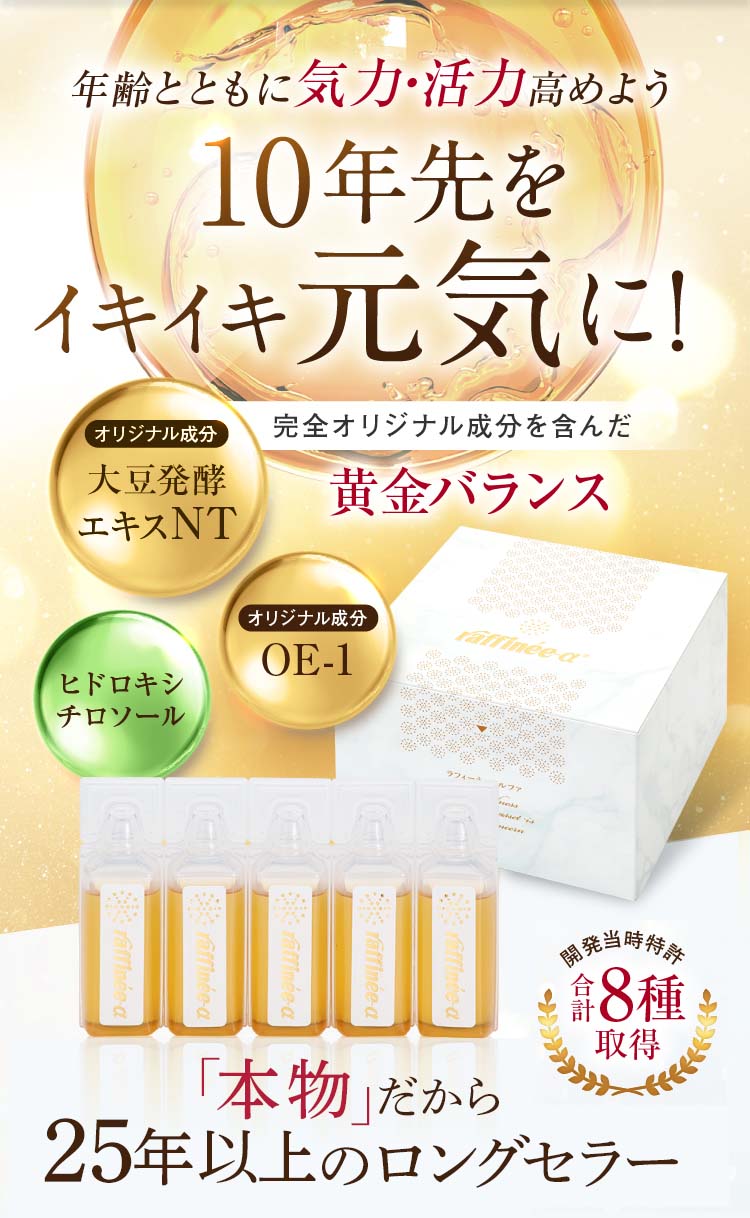 年齢とともに気力・活力高めよう
10年先を
イキイキ元気に!
オリジナル成分
大豆発酵
エキスNT
完全オリジナル成分を含んだ
黄金バランス
オリジナル成分
OE-1
ヒドロキシ
チロソール
raffinée-α
raffinée-α
raffinée-α
raffinée-α
raffinée-α
raffinée-α
開発当時特許
合計8種
取得
「本物」だから
25年以上のロングセラー